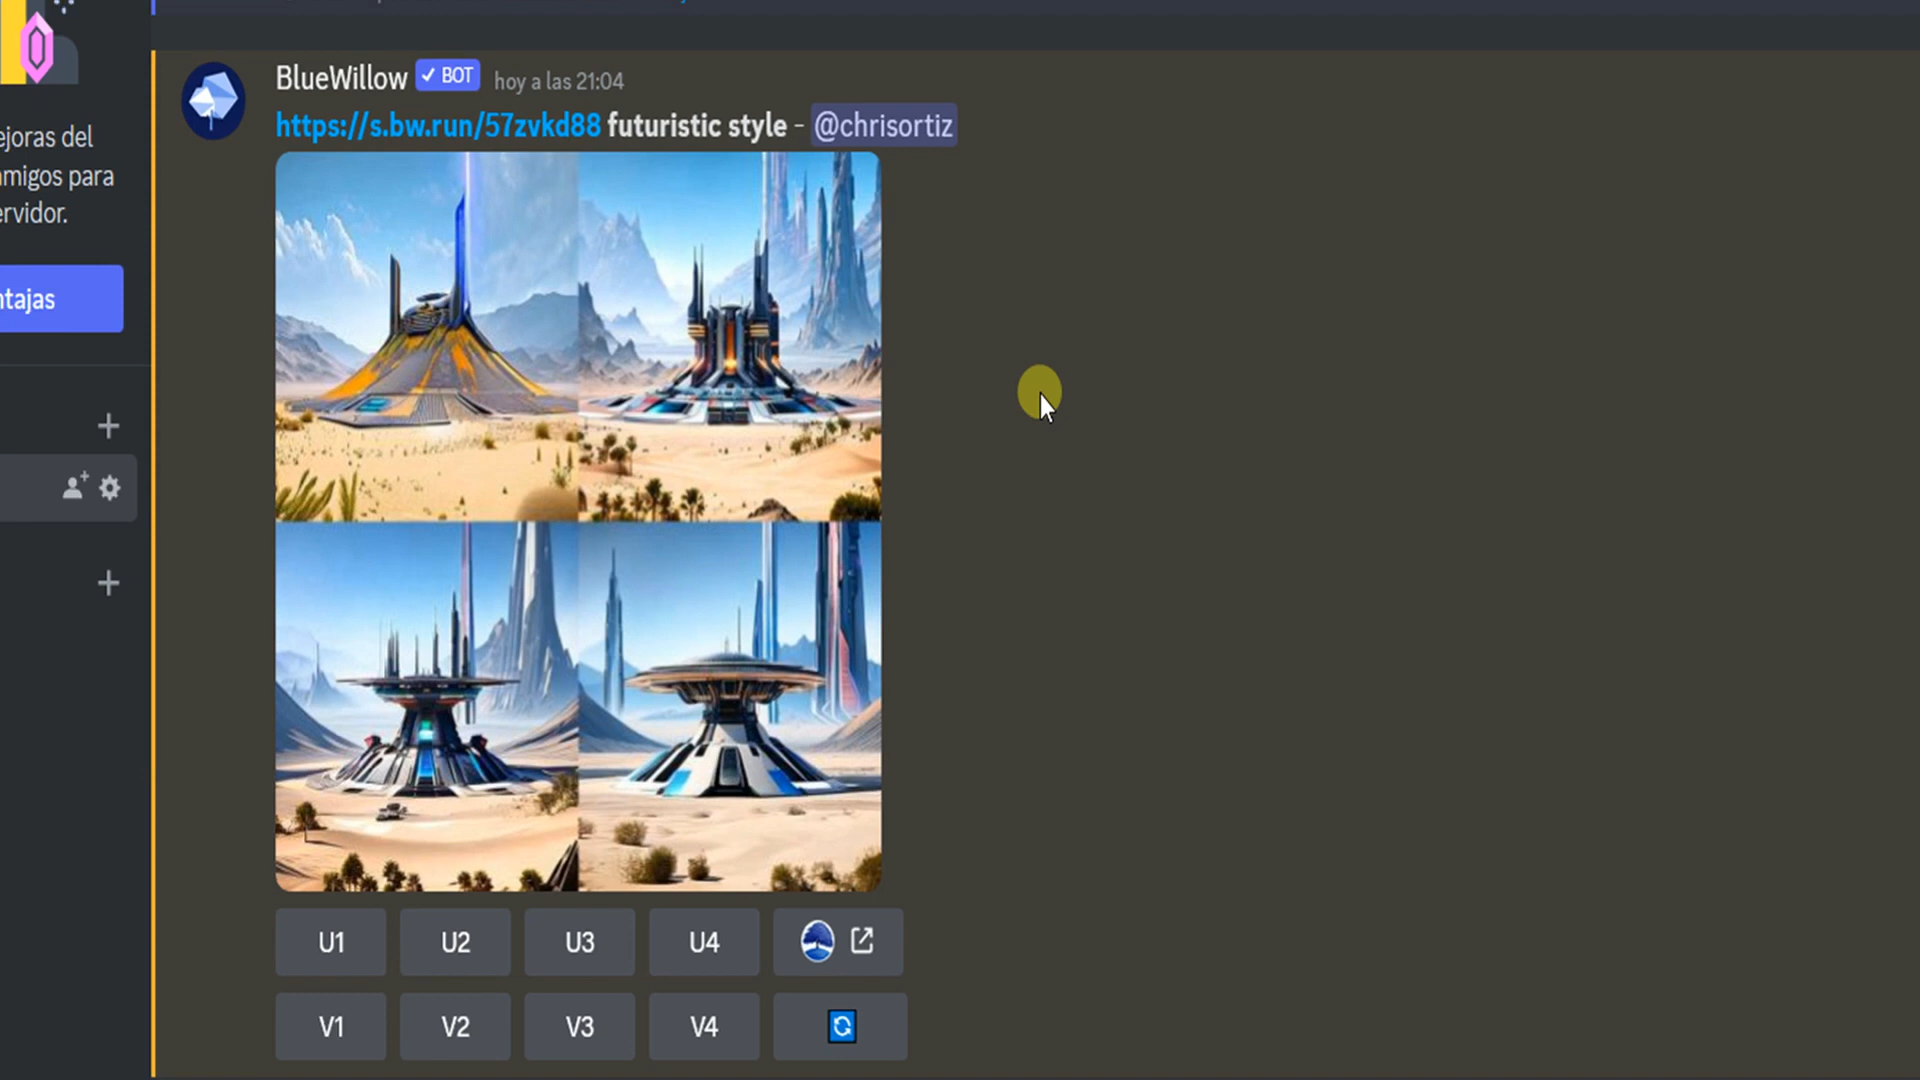 BlueWillow ✓ BOT hoy a las 21:04
https://s.bw.run/57zvkd88 futuristic style - @chrisortiz
ejoras del
amigos para
ervidor.
ntajas
U1 U2 U3 U4
V1 V2 V3 V4